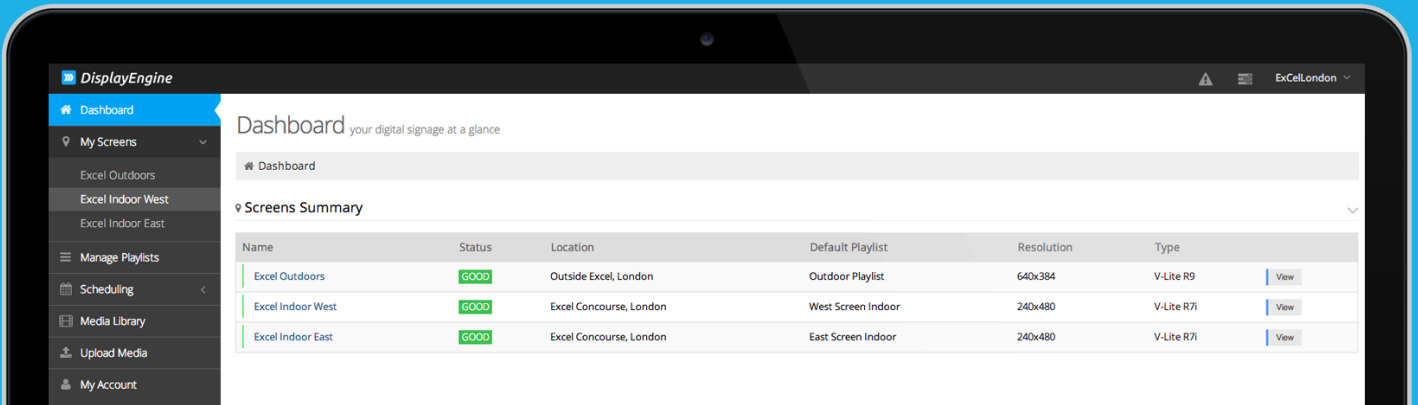 DisplayEngine
ExCelLondon
Dashboard
My Screens
Excel Outdoors
Excel Indoor West
Excel Indoor East
Manage Playlists
Scheduling
Media Library
Upload Media
My Account
Dashboard your digital signage at a glance
Dashboard
Screens Summary
Name Status Location Default Playlist Resolution Type
Excel Outdoors GOOD Outside Excel, London Outdoor Playlist 640x384 V-Lite R9 View
Excel Indoor West GOOD Excel Concourse, London West Screen Indoor 240x480 V-Lite R7i View
Excel Indoor East GOOD Excel Concourse, London East Screen Indoor 240x480 V-Lite R7i View